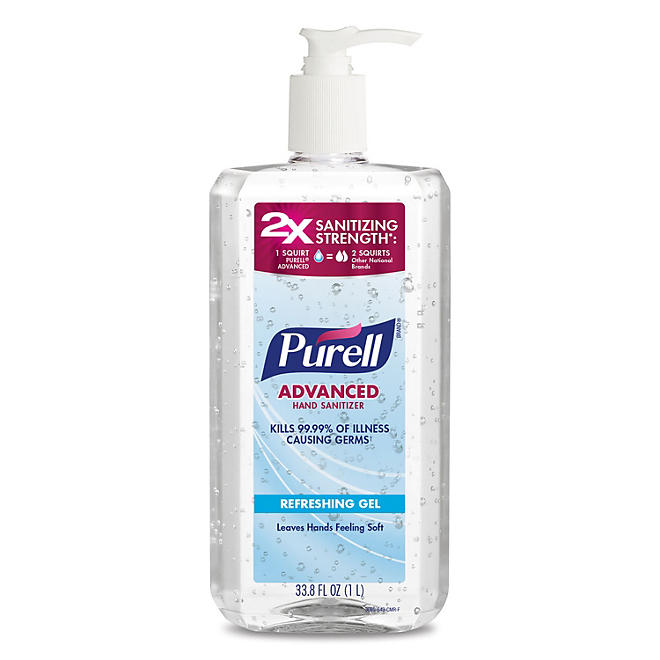 2X SANITIZING
STRENGTH*:
1 SQUIRT
PURELL®
ADVANCED
=
2 SQUIRTS
Other National
Brands
Purell
BRAND®
ADVANCED
HAND SANITIZER
KILLS 99.99% OF ILLNESS
CAUSING GERMS†
REFRESHING GEL
Leaves Hands Feeling Soft
33.8 FL OZ (1 L)